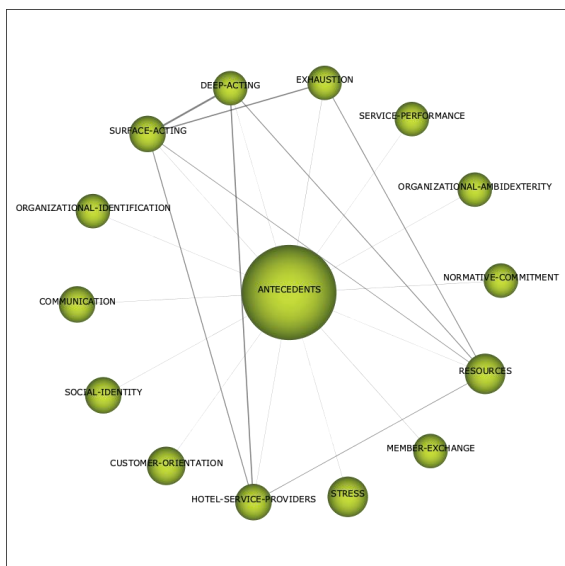 EXHAUSTION
DEEP-ACTING
SERVICE-PERFORMANCE
SURFACE-ACTING
ORGANIZATIONAL-AMBIDEXTERITY
ORGANIZATIONAL-IDENTIFICATION
NORMATIVE-COMMITMENT
ANTECEDENTS
COMMUNICATION
RESOURCES
SOCIAL-IDENTITY
MEMBER-EXCHANGE
CUSTOMER-ORIENTATION
STRESS
HOTEL-SERVICE-PROVIDERS